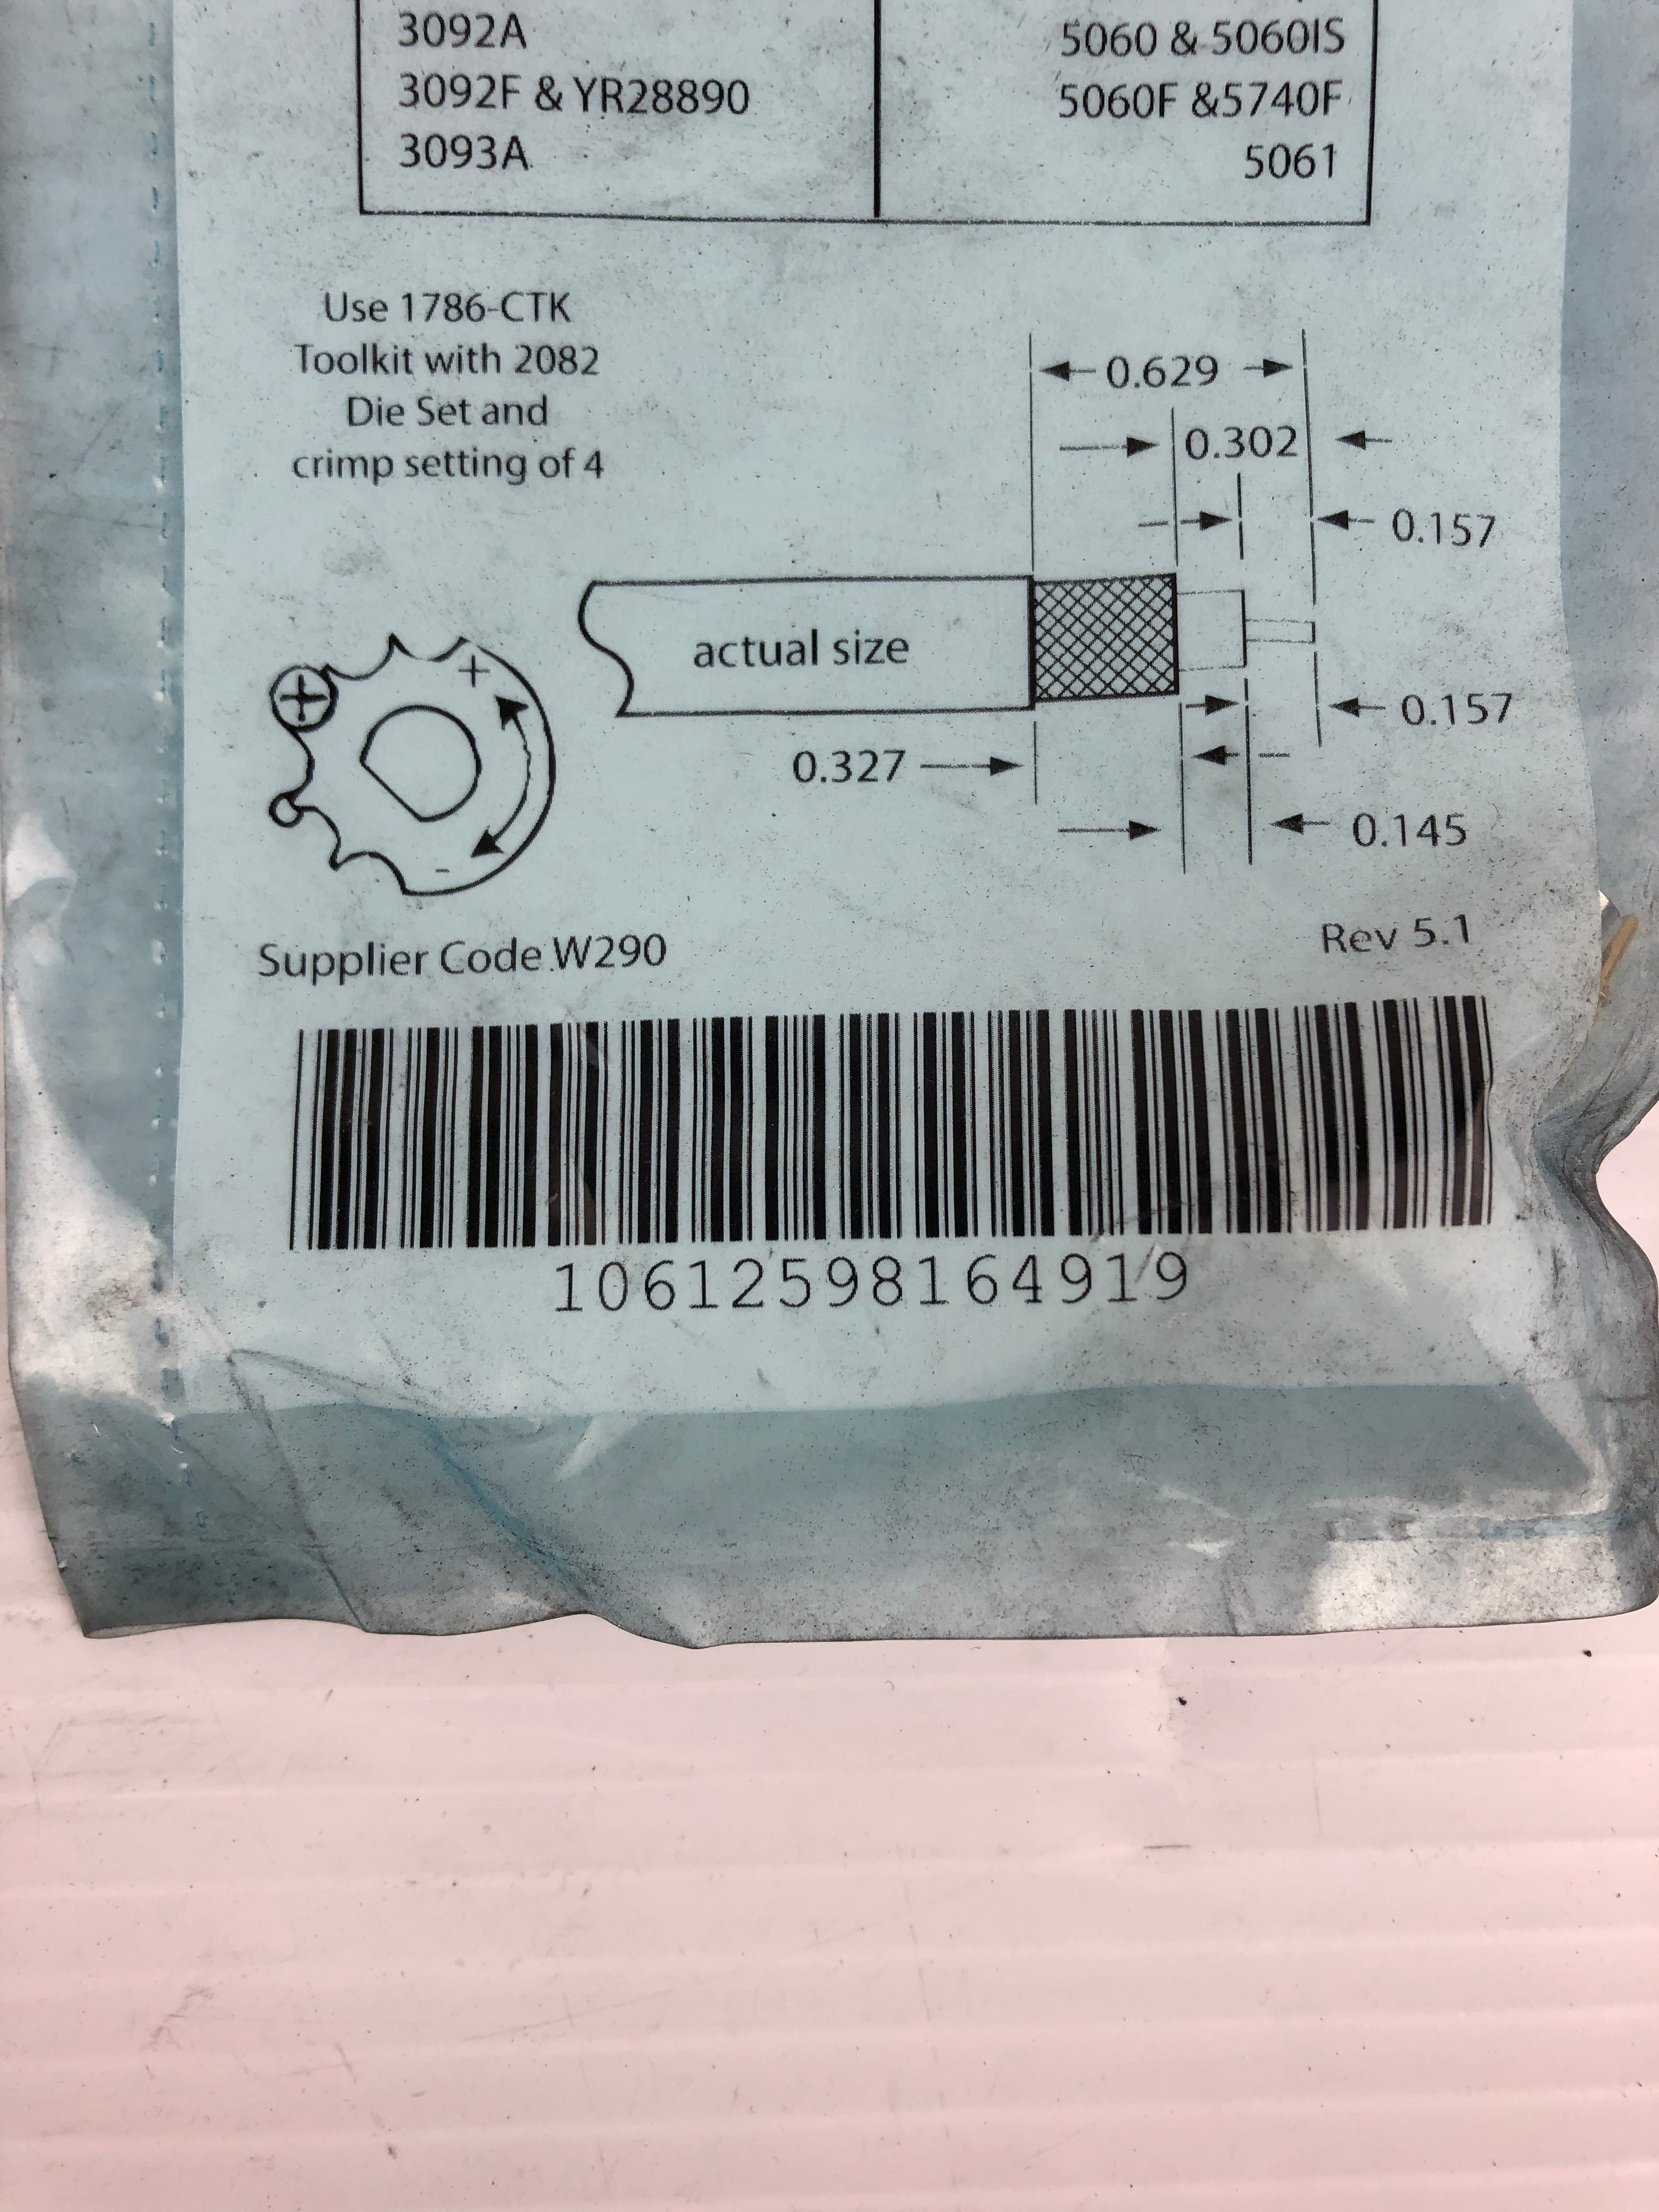 3092A
5060 & 5060IS
3092F & YR28890
5060F &5740F
3093A
5061
Use 1786-CTK
Toolkit with 2082
Die Set and
crimp setting of 4
0.629
0.302
0.157
actual size
+
0.157
0.327
0.145
-
Supplier Code W290
Rev 5.1
10612598164919